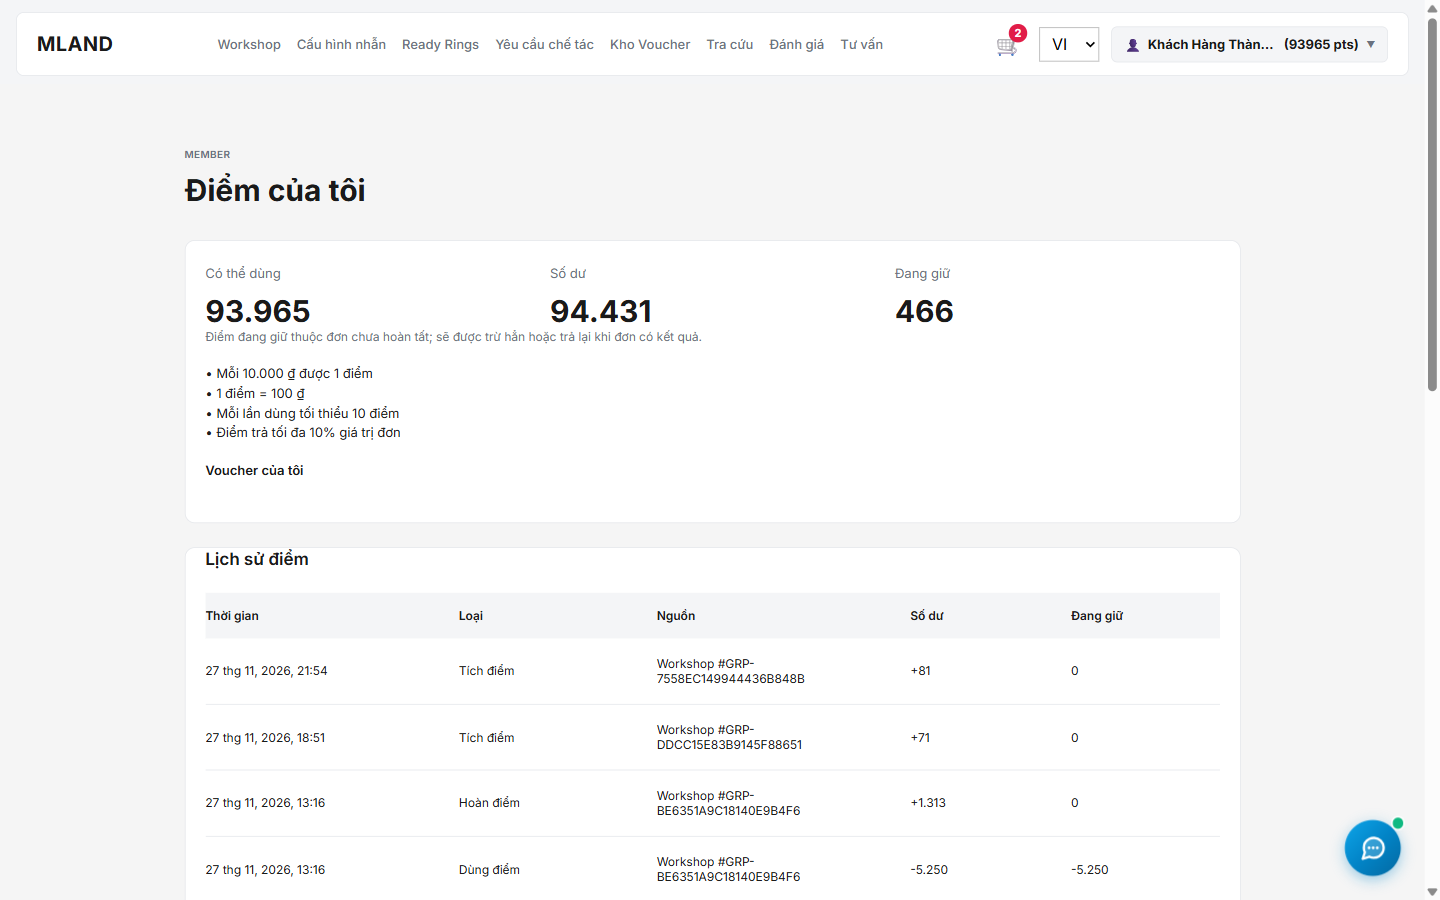 MLAND
Workshop
Cấu hình nhẫn
Ready Rings
Yêu cầu chế tác
Kho Voucher
Tra cứu
Đánh giá
Tư vấn
2
VI
Khách Hàng Thàn... (93965 pts)
MEMBER
Điểm của tôi
Có thể dùng
Số dư
Đang giữ
93.965
94.431
466
Điểm đang giữ thuộc đơn chưa hoàn tất; sẽ được trừ hẳn hoặc trả lại khi đơn có kết quả.
• Mỗi 10.000 ₫ được 1 điểm
• 1 điểm = 100 ₫
• Mỗi lần dùng tối thiểu 10 điểm
• Điểm trả tối đa 10% giá trị đơn
Voucher của tôi
Lịch sử điểm
Thời gian
Loại
Nguồn
Số dư
Đang giữ
27 thg 11, 2026, 21:54
Tích điểm
Workshop #GRP-
7558EC149944436B848B
+81
0
27 thg 11, 2026, 18:51
Tích điểm
Workshop #GRP-
DDCC15E83B9145F88651
+71
0
27 thg 11, 2026, 13:16
Hoàn điểm
Workshop #GRP-
BE6351A9C18140E9B4F6
+1.313
0
27 thg 11, 2026, 13:16
Dùng điểm
Workshop #GRP-
BE6351A9C18140E9B4F6
-5.250
-5.250